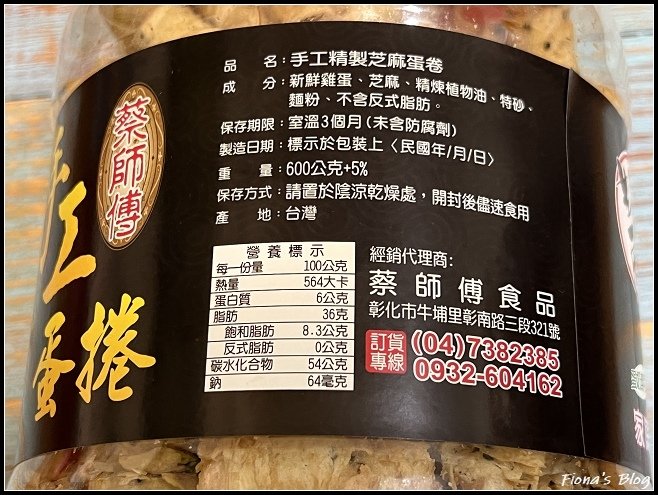 蔡師傅
手工
蛋捲
品 名：手工精製芝麻蛋卷
成 分：新鮮雞蛋、芝麻、精煉植物油、特砂、
麵粉、不含反式脂肪。
保存期限：室溫3個月(未含防腐劑)
製造日期：標示於包裝上〈民國年/月/日〉
重 量：600公克+5%
保存方式：請置於陰涼乾燥處，開封後儘速食用
產 地：台灣
營養標示
每一份量 100公克
熱量 564大卡
蛋白質 6公克
脂肪 36克
飽和脂肪 8.3公克
反式脂肪 0公克
碳水化合物 54公克
鈉 64毫克
經銷代理商:
蔡師傅食品
彰化市牛埔里彰南路三段321號
訂貨專線 (04)7382385
0932-604162
Fiona's Blog